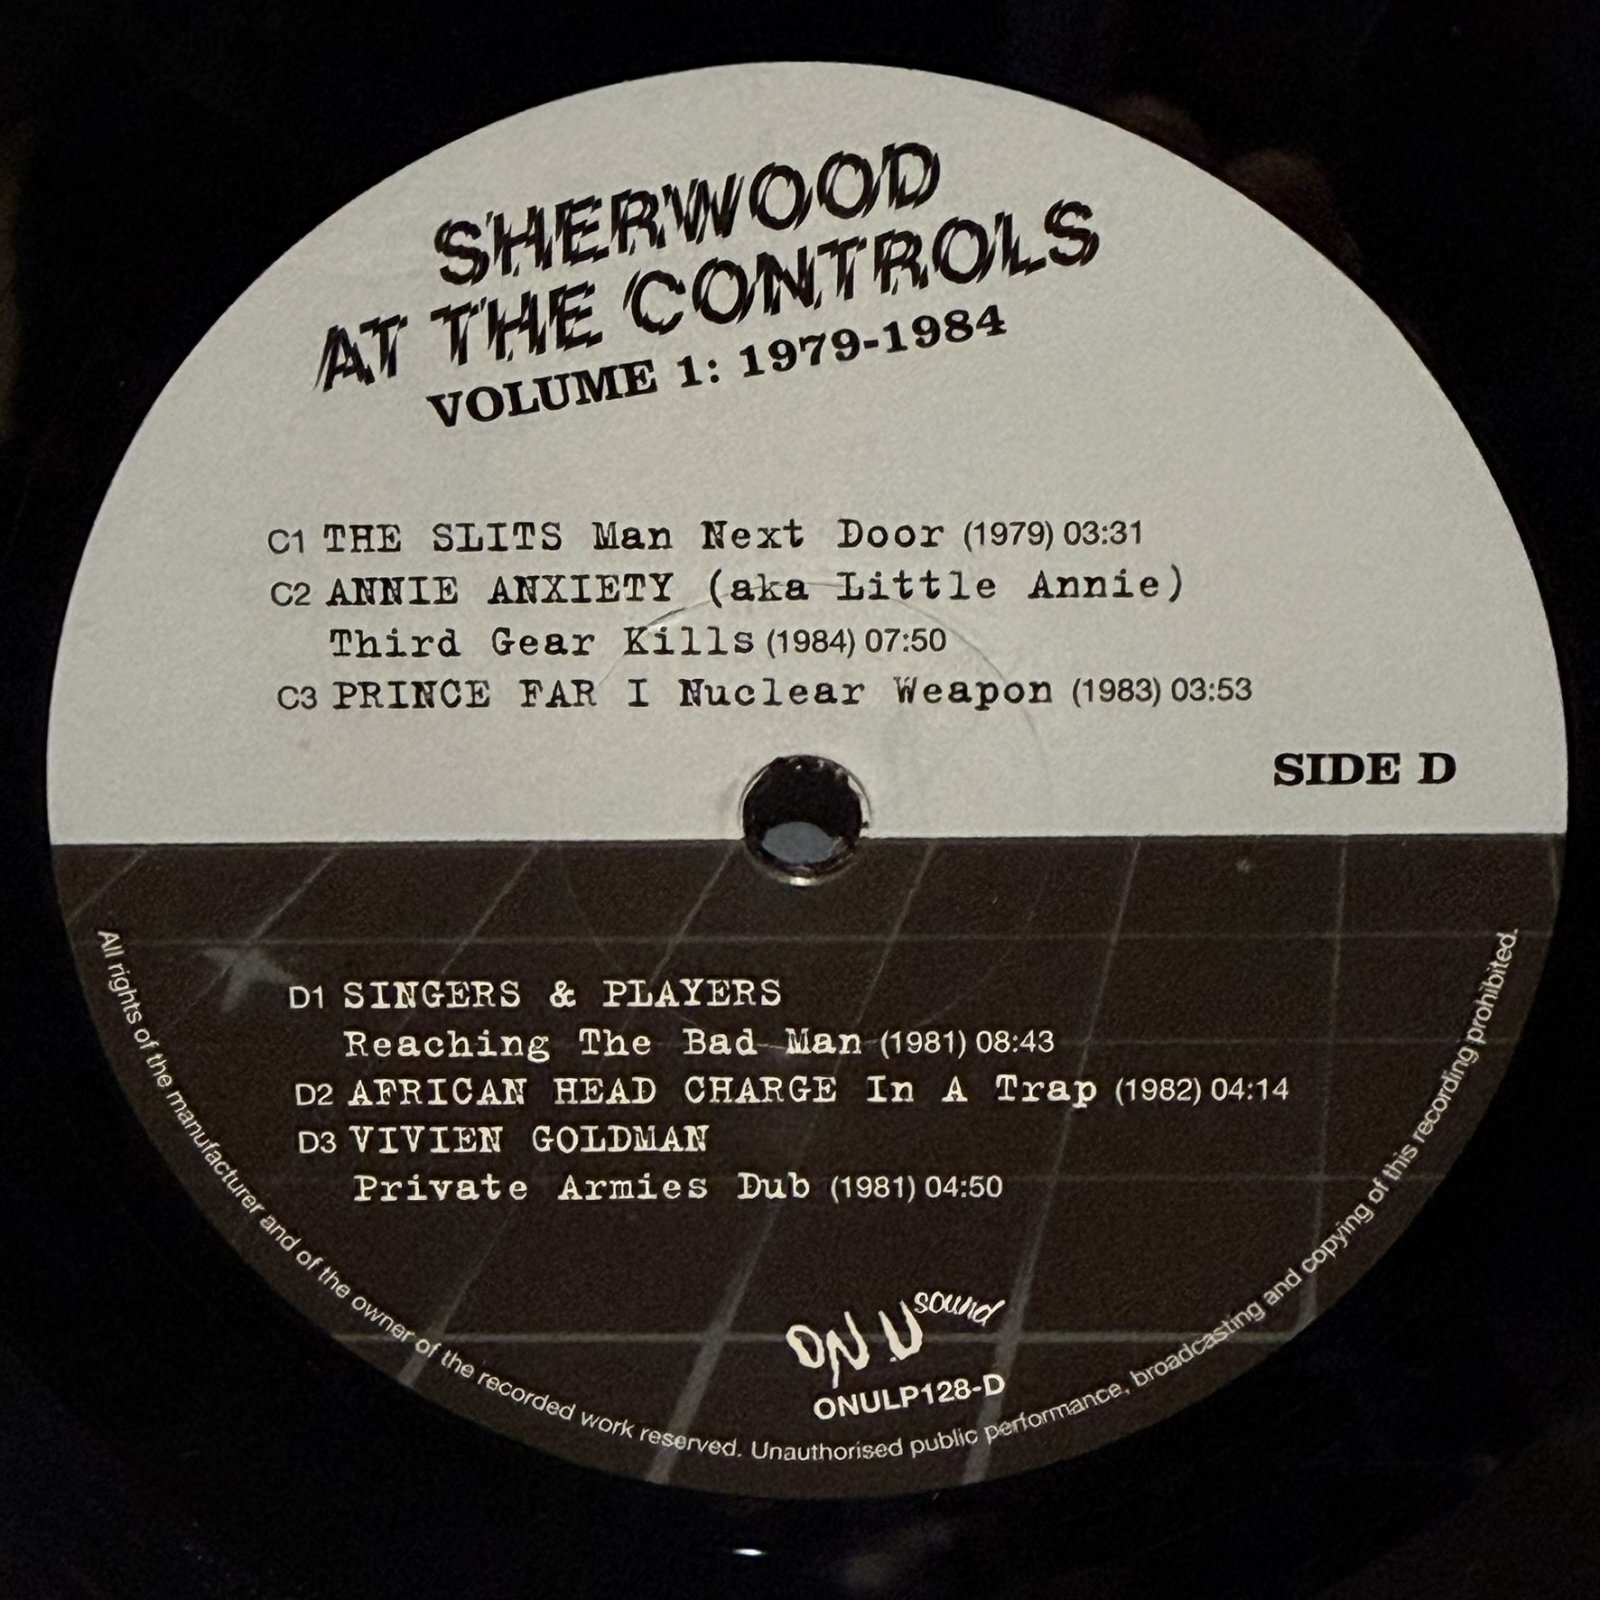 SHERWOOD
AT THE CONTROLS
VOLUME 1: 1979-1984
C1 THE SLITS Man Next Door (1979) 03:31
C2 ANNIE ANXIETY (aka Little Annie)
Third Gear Kills (1984) 07:50
C3 PRINCE FAR I Nuclear Weapon (1983) 03:53
SIDE D
D1 SINGERS & PLAYERS
Reaching The Bad Man (1981) 08:43
D2 AFRICAN HEAD CHARGE In A Trap (1982) 04:14
D3 VIVIEN GOLDMAN
Private Armies Dub (1981) 04:50
ON.U sound
ONULP128-D
All rights of the manufacturer and of the owner of the recorded work reserved. Unauthorised public performance, broadcasting and copying of this recording prohibited.